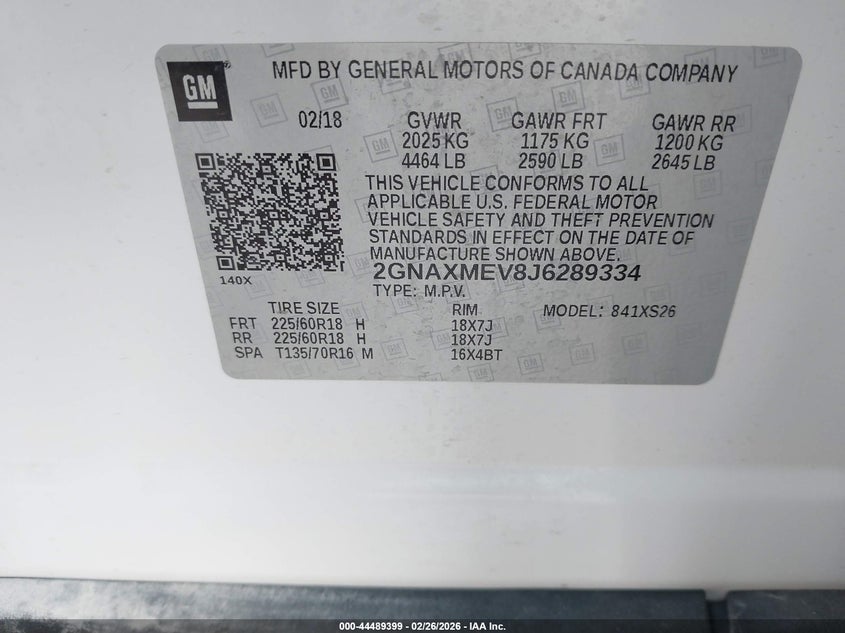 GM
MFD BY GENERAL MOTORS OF CANADA COMPANY
02/18 GVWR GAWR FRT GAWR RR
2025 KG 1175 KG 1200 KG
4464 LB 2590 LB 2645 LB
THIS VEHICLE CONFORMS TO ALL
APPLICABLE U.S. FEDERAL MOTOR
VEHICLE SAFETY AND THEFT PREVENTION
STANDARDS IN EFFECT ON THE DATE OF
MANUFACTURE SHOWN ABOVE.
2GNAXMEV8J6289334
140X
TYPE: M.P.V.
TIRE SIZE RIM MODEL: 841XS26
FRT 225/60R18 H 18X7J
RR 225/60R18 H 18X7J
SPA T135/70R16 M 16X4BT
000-44489399 | 02/26/2026 - IAA Inc.